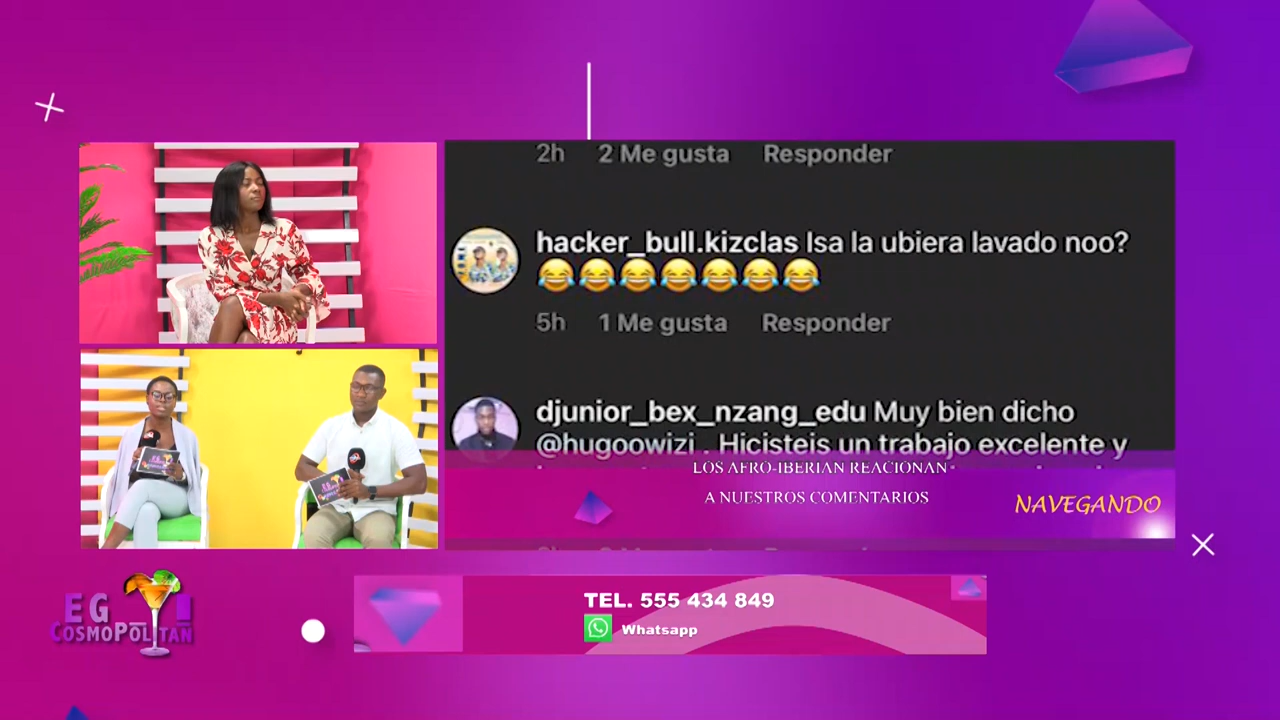 2h 2 Me gusta Responder
hacker_bull.kizclas Isa la ubiera lavado noo?
😂😂😂😂😂😂😂
5h 1 Me gusta Responder
djunior_bex_nzang_edu Muy bien dicho
@hugoowizi . Hicisteis un trabajo excelente y
LOS AFRO-IBERIAN REACIONAN
A NUESTROS COMENTARIOS
NAVEGANDO
EG
COSMOPOLITAN
TEL. 555 434 849
Whatsapp